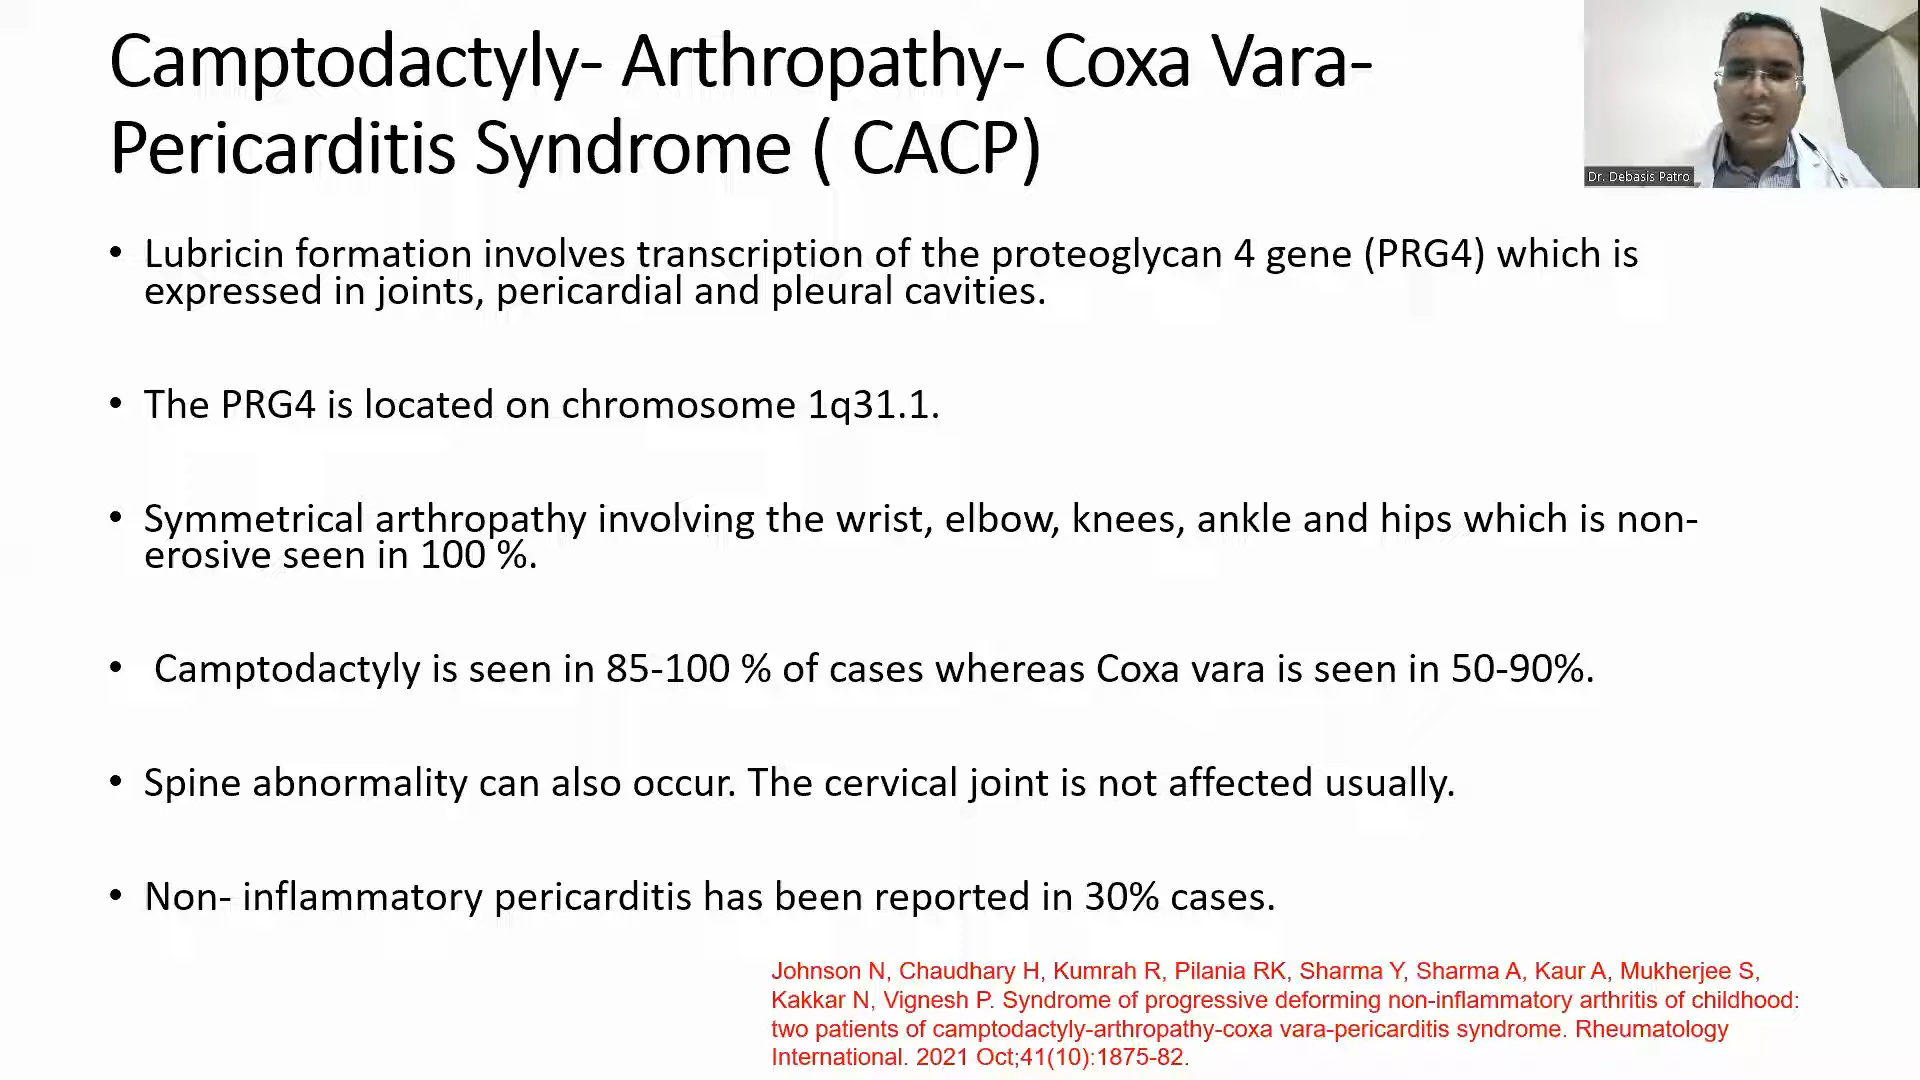 Camptodactyly- Arthropathy- Coxa Vara-
Pericarditis Syndrome ( CACP)
Dr. Debasis Patro
• Lubricin formation involves transcription of the proteoglycan 4 gene (PRG4) which is
expressed in joints, pericardial and pleural cavities.
• The PRG4 is located on chromosome 1q31.1.
• Symmetrical arthropathy involving the wrist, elbow, knees, ankle and hips which is non-
erosive seen in 100 %.
• Camptodactyly is seen in 85-100 % of cases whereas Coxa vara is seen in 50-90%.
• Spine abnormality can also occur. The cervical joint is not affected usually.
• Non- inflammatory pericarditis has been reported in 30% cases.
Johnson N, Chaudhary H, Kumrah R, Pilania RK, Sharma Y, Sharma A, Kaur A, Mukherjee S,
Kakkar N, Vignesh P. Syndrome of progressive deforming non-inflammatory arthritis of childhood:
two patients of camptodactyly-arthropathy-coxa vara-pericarditis syndrome. Rheumatology
International. 2021 Oct;41(10):1875-82.